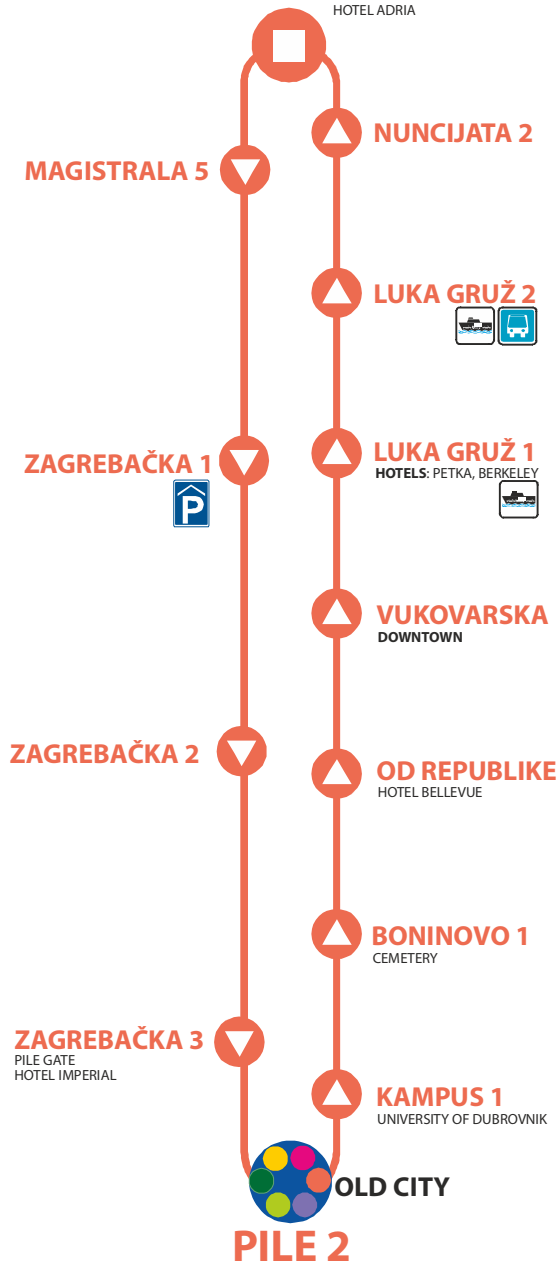 HOTEL ADRIA
NUNCIJATA 2
MAGISTRALA 5
LUKA GRUŽ 2
LUKA GRUŽ 1
HOTELS: PETKA, BERKELEY
ZAGREBAČKA 1
P
VUKOVARSKA
DOWNTOWN
ZAGREBAČKA 2
OD REPUBLIKE
HOTEL BELLEVUE
BONINOVO 1
CEMETERY
ZAGREBAČKA 3
PILE GATE
HOTEL IMPERIAL
KAMPUS 1
UNIVERSITY OF DUBROVNIK
OLD CITY
PILE 2